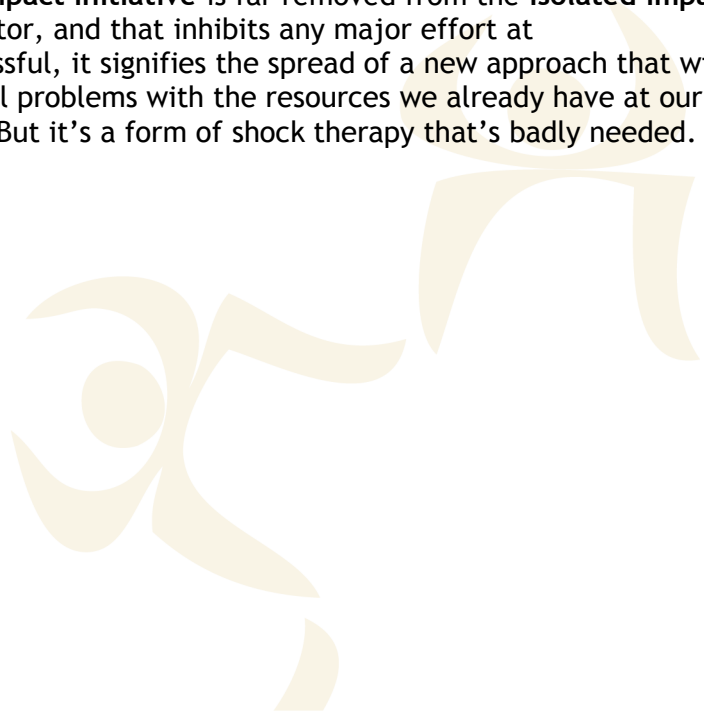 mpact initiative is far removed from the isolated imp
tor, and that inhibits any major effort at
ssful, it signifies the spread of a new approach that w
l problems with the resources we already have at our
But it’s a form of shock therapy that’s badly needed.